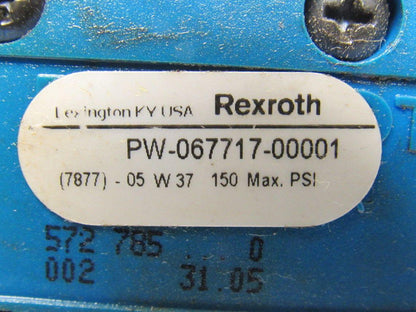 Lexington KY USA Rexroth
PW-067717-00001
(7877) - 05 W 37 150 Max. PSI
572 785 ... 0
002 31.05